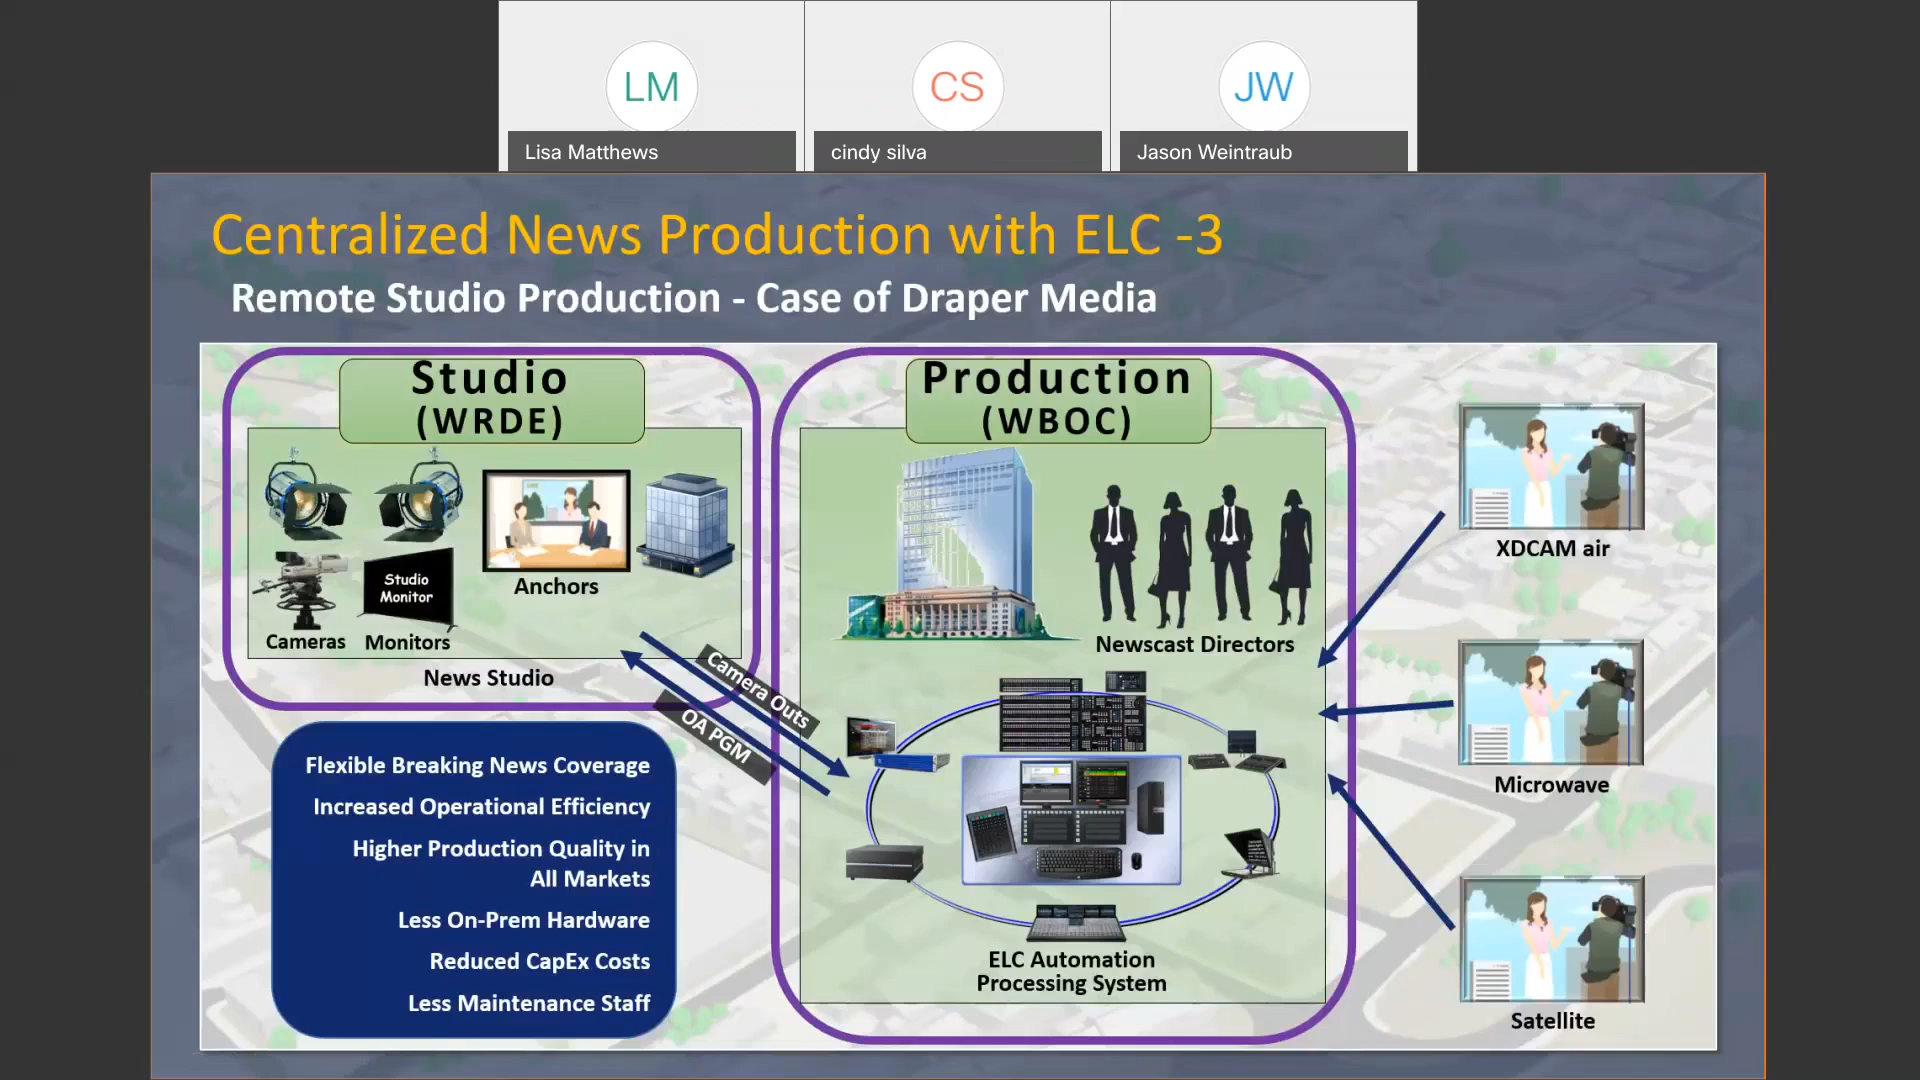 LM
CS
JW
Lisa Matthews
cindy silva
Jason Weintraub
Centralized News Production with ELC -3
Remote Studio Production - Case of Draper Media
Studio
(WRDE)
Studio
Monitor
Anchors
Cameras
Monitors
News Studio
Camera Outs
OA PGM
Flexible Breaking News Coverage
Increased Operational Efficiency
Higher Production Quality in
All Markets
Less On-Prem Hardware
Reduced CapEx Costs
Less Maintenance Staff
Production
(WBOC)
Newscast Directors
ELC Automation
Processing System
XDCAM air
Microwave
Satellite